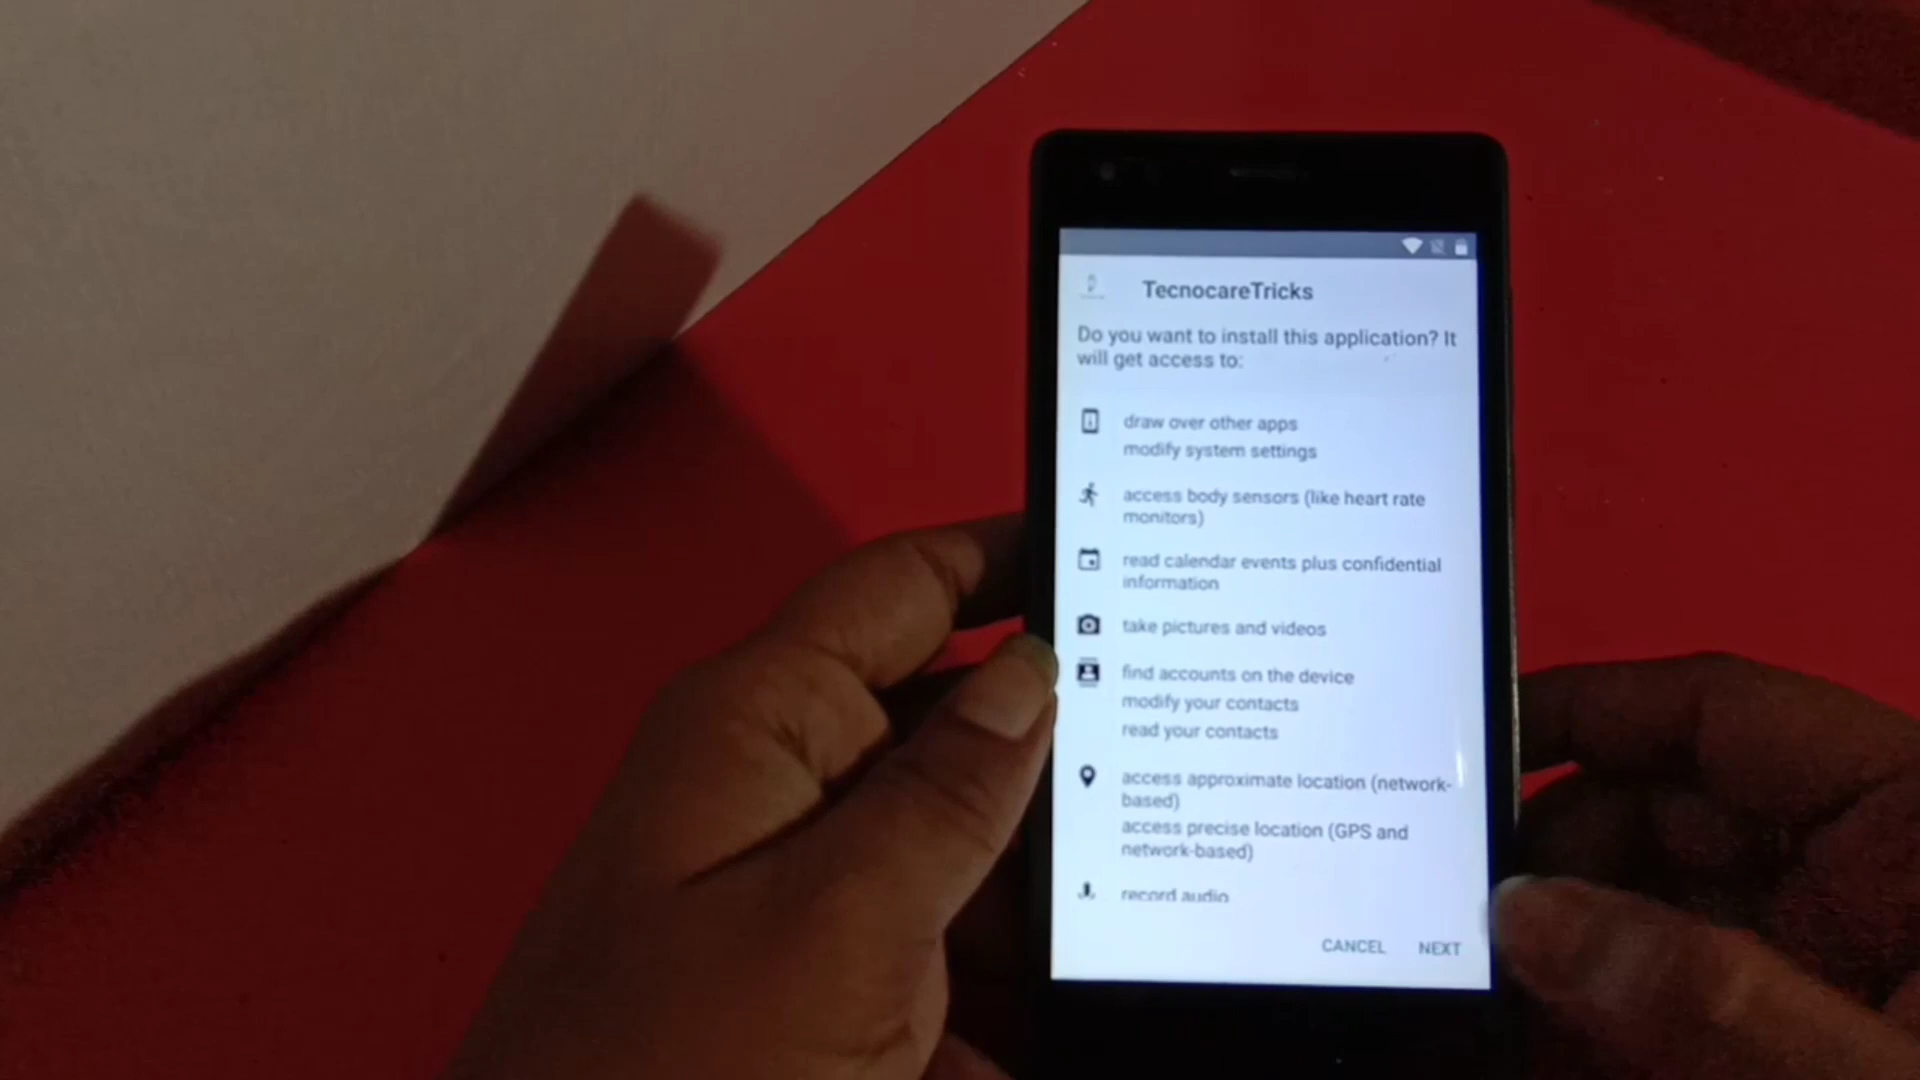 TecnocareTricks
Do you want to install this application? It
will get access to:
draw over other apps
modify system settings
access body sensors (like heart rate
monitors)
read calendar events plus confidential
information
take pictures and videos
find accounts on the device
modify your contacts
read your contacts
access approximate location (network-
based)
access precise location (GPS and
network-based)
record audio
CANCEL NEXT